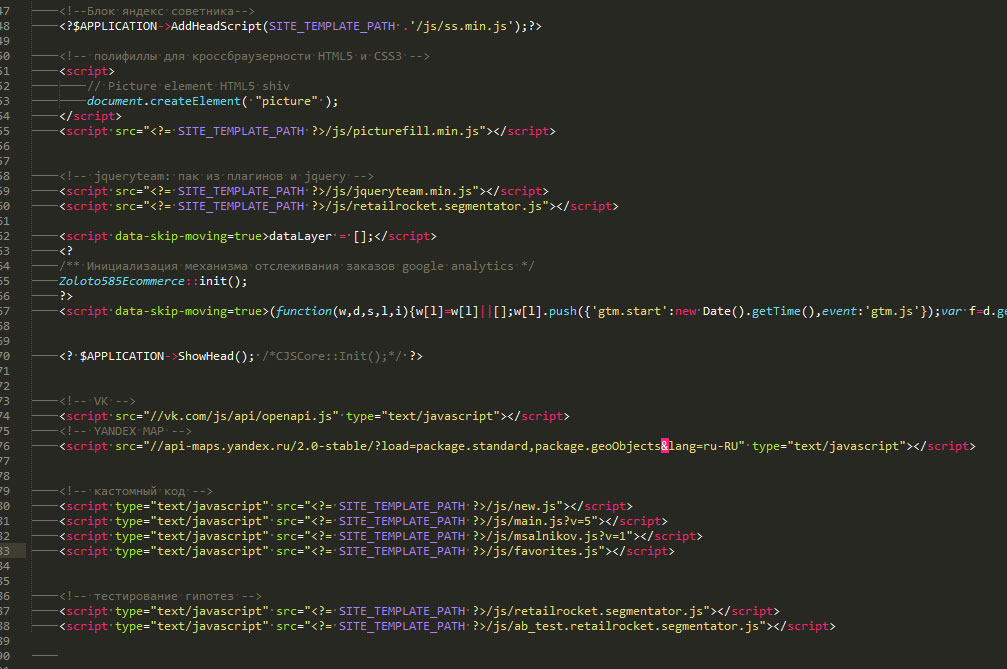 47 <!--Блок яндекс советника-->
48 <?$APPLICATION->AddHeadScript(SITE_TEMPLATE_PATH .'/js/ss.min.js');?>
49
50 <!-- полифиллы для кроссбраузерности HTML5 и CSS3 -->
51 <script>
52 // Picture element HTML5 shiv
53 document.createElement( "picture" );
54 </script>
55 <script src="<?= SITE_TEMPLATE_PATH ?>/js/picturefill.min.js"></script>
56
57
58 <!-- jqueryteam: пак из плагинов и jquery -->
59 <script src="<?= SITE_TEMPLATE_PATH ?>/js/jqueryteam.min.js"></script>
60 <script src="<?= SITE_TEMPLATE_PATH ?>/js/retailrocket.segmentator.js"></script>
61
62 <script data-skip-moving=true>dataLayer = [];</script>
63 <?
64 /** Инициализация механизма отслеживания заказов google analytics */
65 Zoloto585Ecommerce::init();
66 ?>
67 <script data-skip-moving=true>(function(w,d,s,l,i){w[l]=w[l]||[];w[l].push({'gtm.start':new Date().getTime(),event:'gtm.js'});var f=d.ge
68
69
70 <? $APPLICATION->ShowHead(); /*CJSCore::Init();*/ ?>
71
72
73 <!-- VK -->
74 <script src="//vk.com/js/api/openapi.js" type="text/javascript"></script>
75 <!-- YANDEX MAP -->
76 <script src="//api-maps.yandex.ru/2.0-stable/?load=package.standard,package.geoObjects&lang=ru-RU" type="text/javascript"></script>
77
78
79 <!-- кастомный код -->
80 <script type="text/javascript" src="<?= SITE_TEMPLATE_PATH ?>/js/new.js"></script>
81 <script type="text/javascript" src="<?= SITE_TEMPLATE_PATH ?>/js/main.js?v=5"></script>
82 <script type="text/javascript" src="<?= SITE_TEMPLATE_PATH ?>/js/msalnikov.js?v=1"></script>
83 <script type="text/javascript" src="<?= SITE_TEMPLATE_PATH ?>/js/favorites.js"></script>
84
85
86 <!-- тестирование гипотез -->
87 <script type="text/javascript" src="<?= SITE_TEMPLATE_PATH ?>/js/retailrocket.segmentator.js"></script>
88 <script type="text/javascript" src="<?= SITE_TEMPLATE_PATH ?>/js/ab_test.retailrocket.segmentator.js"></script>
89
90